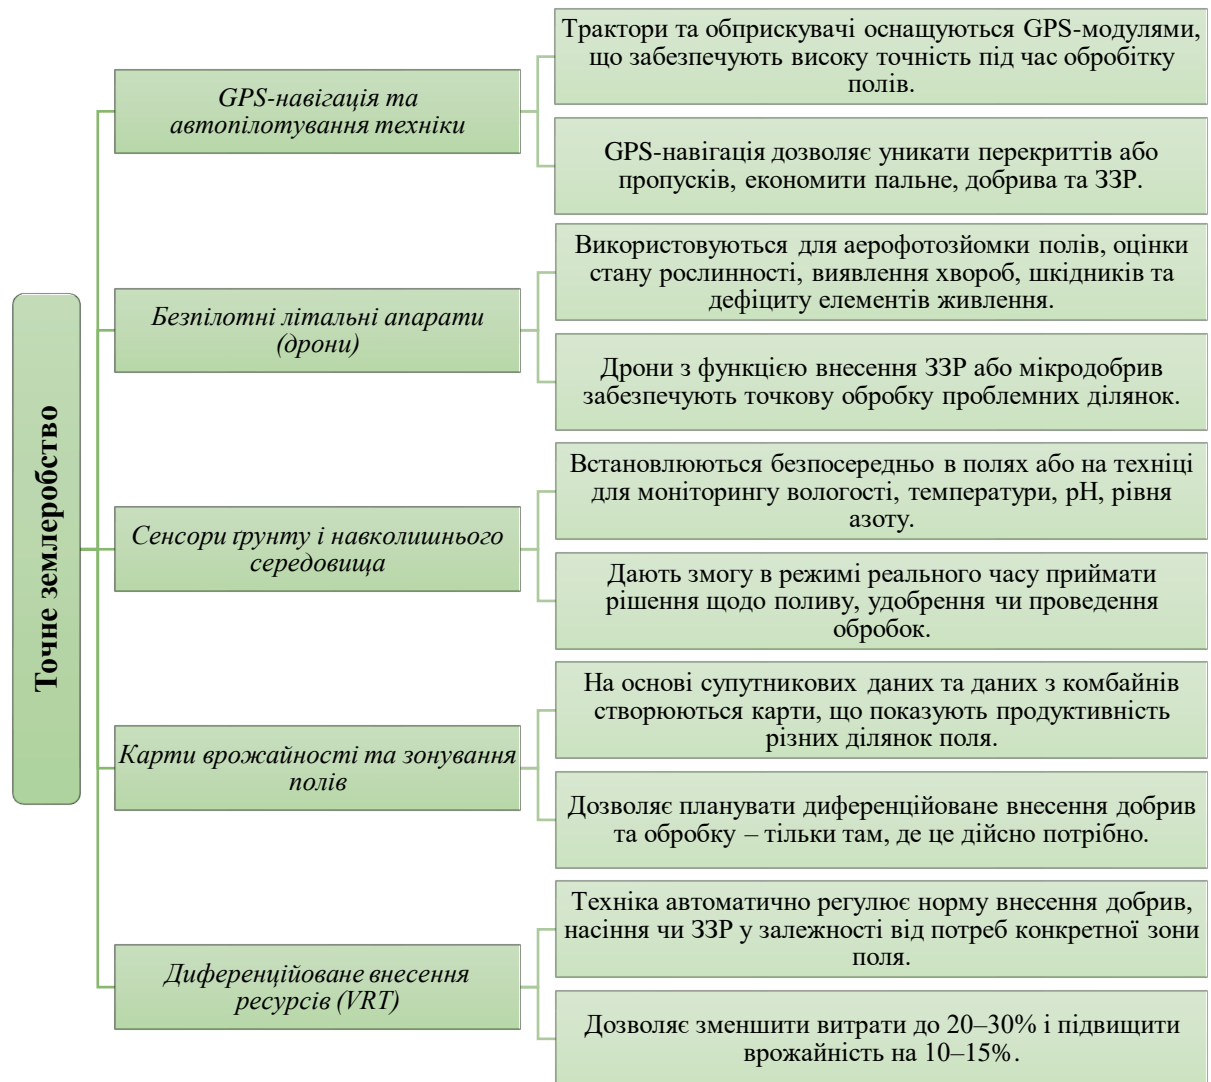 Точне землеробство
GPS-навігація та
автопілотування техніки
Трактори та обприскувачі оснащуються GPS-модулями,
що забезпечують високу точність під час обробітку
полів.
GPS-навігація дозволяє уникати перекриттів або
пропусків, економити пальне, добрива та ЗЗР.
Безпілотні літальні апарати
(дрони)
Використовуються для аерофотозйомки полів, оцінки
стану рослинності, виявлення хвороб, шкідників та
дефіциту елементів живлення.
Дрони з функцією внесення ЗЗР або мікродобрив
забезпечують точкову обробку проблемних ділянок.
Сенсори ґрунту і навколишнього
середовища
Встановлюються безпосередньо в полях або на техніці
для моніторингу вологості, температури, pH, рівня
азоту.
Дають змогу в режимі реального часу приймати
рішення щодо поливу, удобрення чи проведення
обробок.
Карти врожайності та зонування
полів
На основі супутникових даних та даних з комбайнів
створюються карти, що показують продуктивність
різних ділянок поля.
Дозволяє планувати диференційоване внесення добрив
та обробку – тільки там, де це дійсно потрібно.
Диференційоване внесення
ресурсів (VRT)
Техніка автоматично регулює норму внесення добрив,
насіння чи ЗЗР у залежності від потреб конкретної зони
поля.
Дозволяє зменшити витрати до 20–30% і підвищити
врожайність на 10–15%.